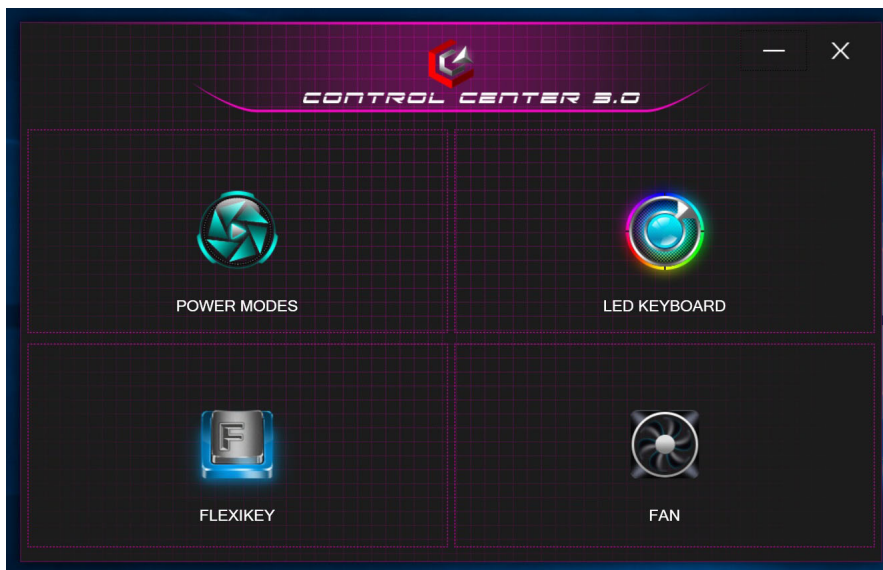 CONTROL CENTER 3.0
POWER MODES
LED KEYBOARD
F
FLEXIKEY
FAN